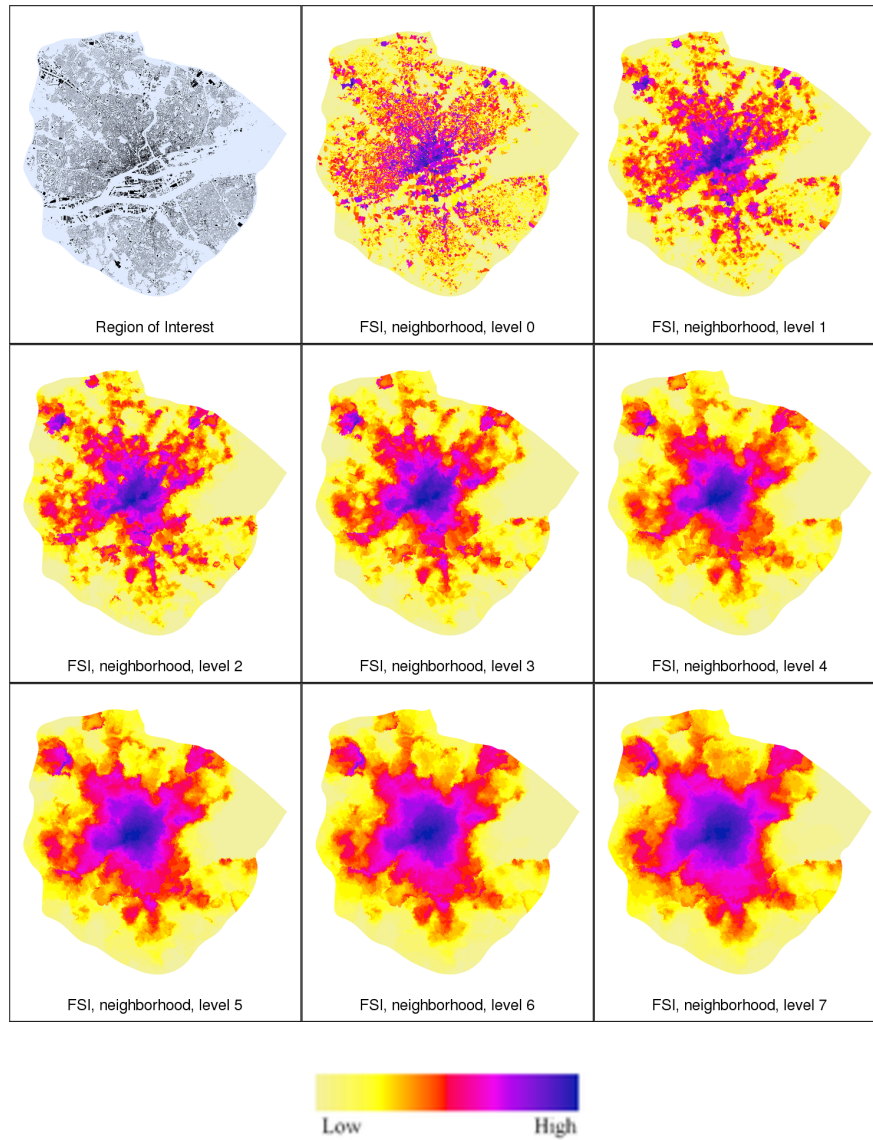 Region of Interest
FSI, neighborhood, level 0
FSI, neighborhood, level 1
FSI, neighborhood, level 2
FSI, neighborhood, level 3
FSI, neighborhood, level 4
FSI, neighborhood, level 5
FSI, neighborhood, level 6
FSI, neighborhood, level 7
Low High